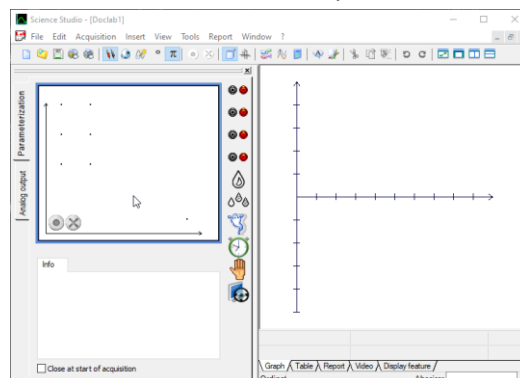 Science Studio - [Doclab1]
File Edit Acquisition Insert View Tools Report Window ?
Parameterization
Analog output
Info
Close at start of acquisition
Graph Table Report Video Display feature